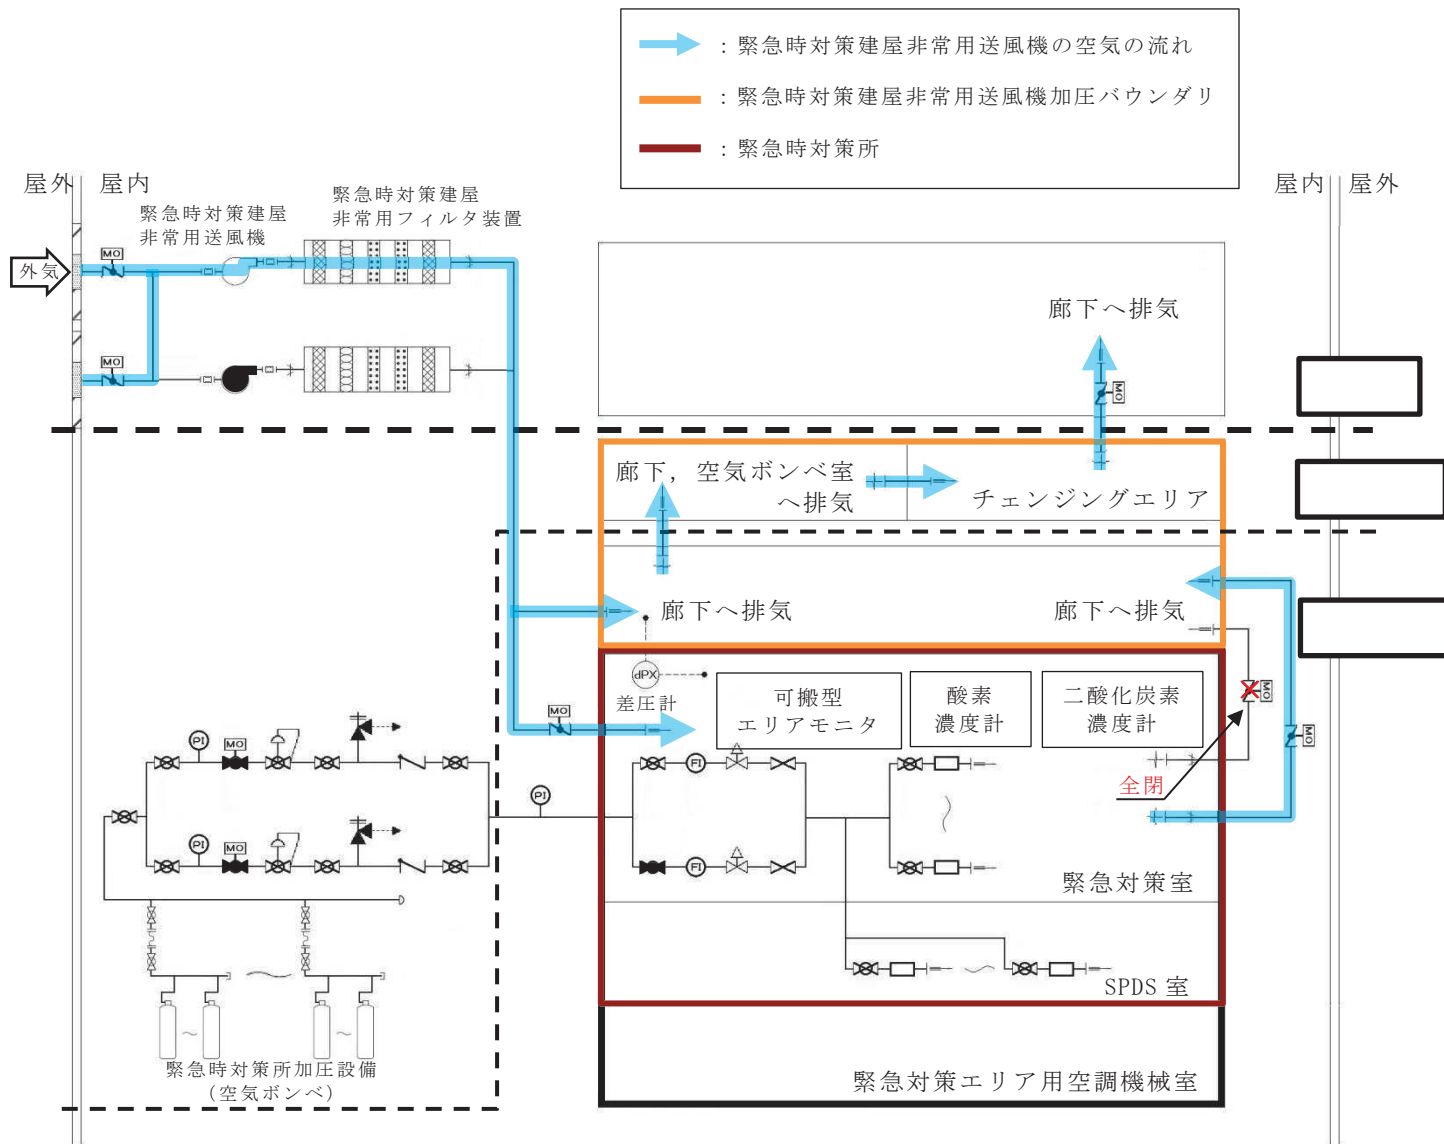 ：緊急時対策建屋非常用送風機の空気の流れ
：緊急時対策建屋非常用送風機加圧バウンダリ
：緊急時対策所
屋外
屋内
緊急時対策建屋
非常用送風機
緊急時対策建屋
非常用フィルタ装置
屋内
屋外
外気
MO
MO
廊下へ排気
MO
廊下，空気ボンベ室
へ排気
チェンジングエリア
廊下へ排気
廊下へ排気
dPX
差圧計
可搬型
エリアモニタ
酸素
濃度計
二酸化炭素
濃度計
MO
MO
MO
全閉
PI
MO
PI
FI
PI
MO
FI
緊急対策室
SPDS 室
緊急時対策所加圧設備
(空気ボンベ)
緊急対策エリア用空調機械室